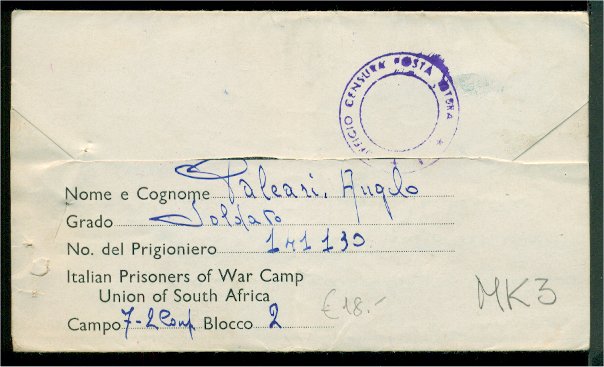 UFFICIO CENSURA POSTA ESTERA
Nome e Cognome Paleari, Angelo
Grado Soldato
No. del Prigioniero 141130
Italian Prisoners of War Camp
Union of South Africa
Campo 7-2 Comp Blocco 2
€18.-
MK3